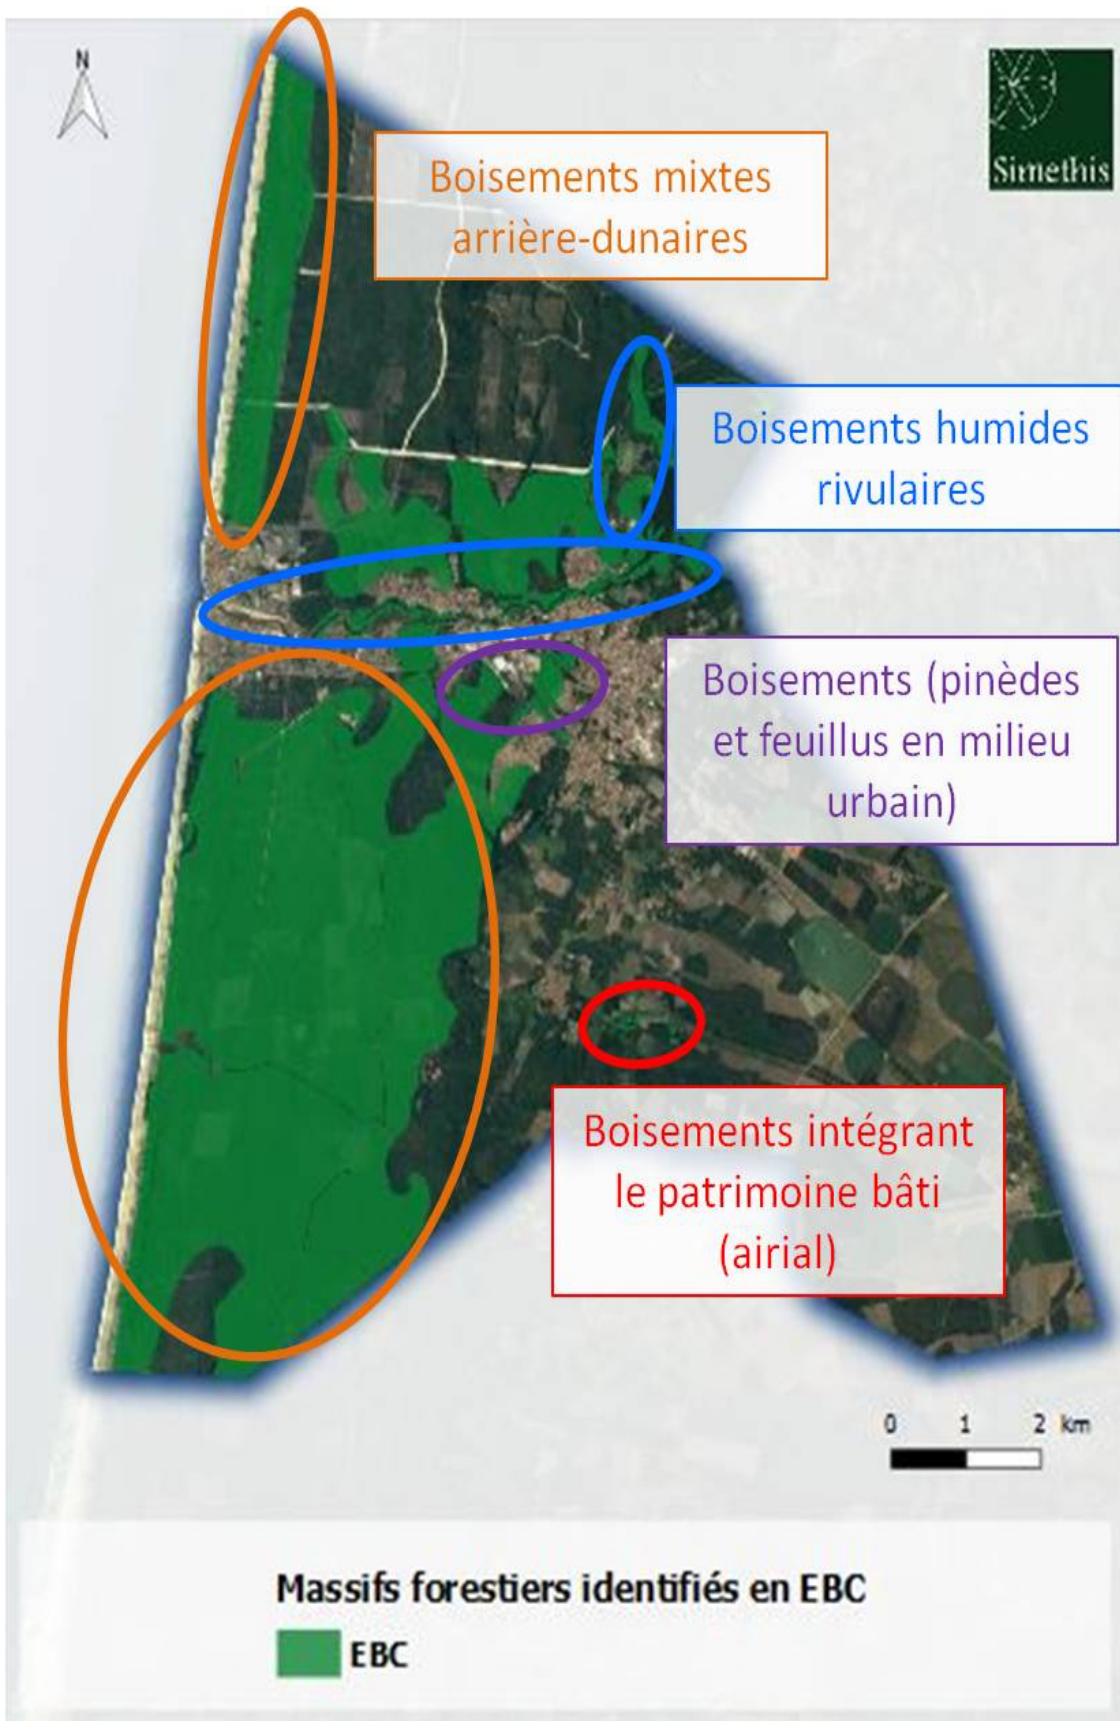 N
Simethis
Boisements mixtes
arrière-dunaires
Boisements humides
rivulaires
Boisements (pinèdes
et feuillus en milieu
urbain)
Boisements intégrant
le patrimoine bâti
(airial)
0 1 2 km
Massifs forestiers identifiés en EBC
EBC